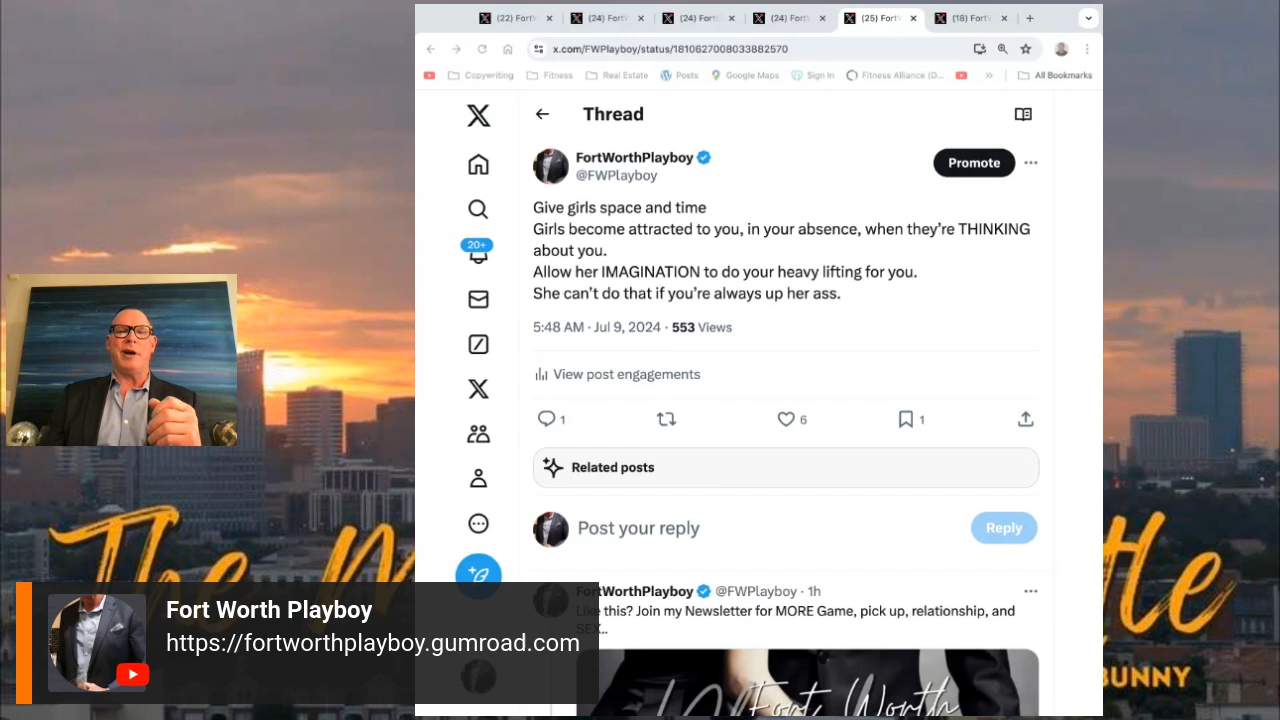 (22) Fort
(24) Fort
(24) Fort
(24) Fort
(25) Fort
(18) Fort
x.com/FWPlayboy/status/1810627008033882570
Copywriting
Fitness
Real Estate
Posts
Google Maps
Sign In
Fitness Alliance (D...
All Bookmarks
Thread
FortWorthPlayboy
@FWPlayboy
Promote
Give girls space and time
Girls become attracted to you, in your absence, when they're THINKING
about you.
Allow her IMAGINATION to do your heavy lifting for you.
She can't do that if you're always up her ass.
5:48 AM · Jul 9, 2024 · 553 Views
View post engagements
1
6
1
20+
Related posts
Post your reply
Reply
FortWorthPlayboy @FWPlayboy · 1h
Like this? Join my Newsletter for MORE Game, pick up, relationship, and
SEX..
Fort Worth
The M
tle
BUNNY
Fort Worth Playboy
https://fortworthplayboy.gumroad.com